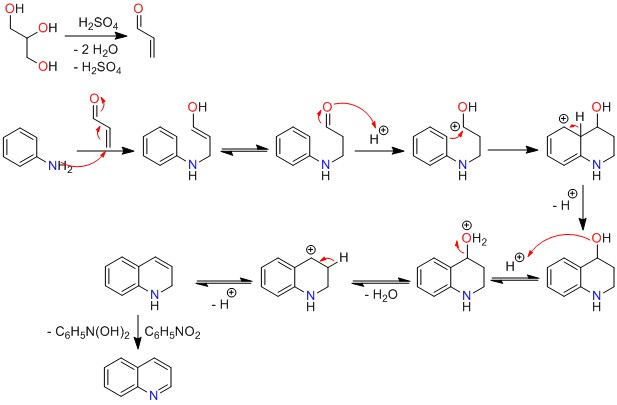 OH
OH
OH
H₂SO₄
- 2 H₂O
- H₂SO₄
O
O
NH₂
OH
N
H
O
N
H
H⊕
OH
⊕
N
H
⊕
H
OH
N
H
- H⊕
OH
N
H
H⊕
⊕
OH₂
N
H
- H₂O
⊕
H
N
H
- H⊕
N
H
- C₆H₅N(OH)₂
C₆H₅NO₂
N